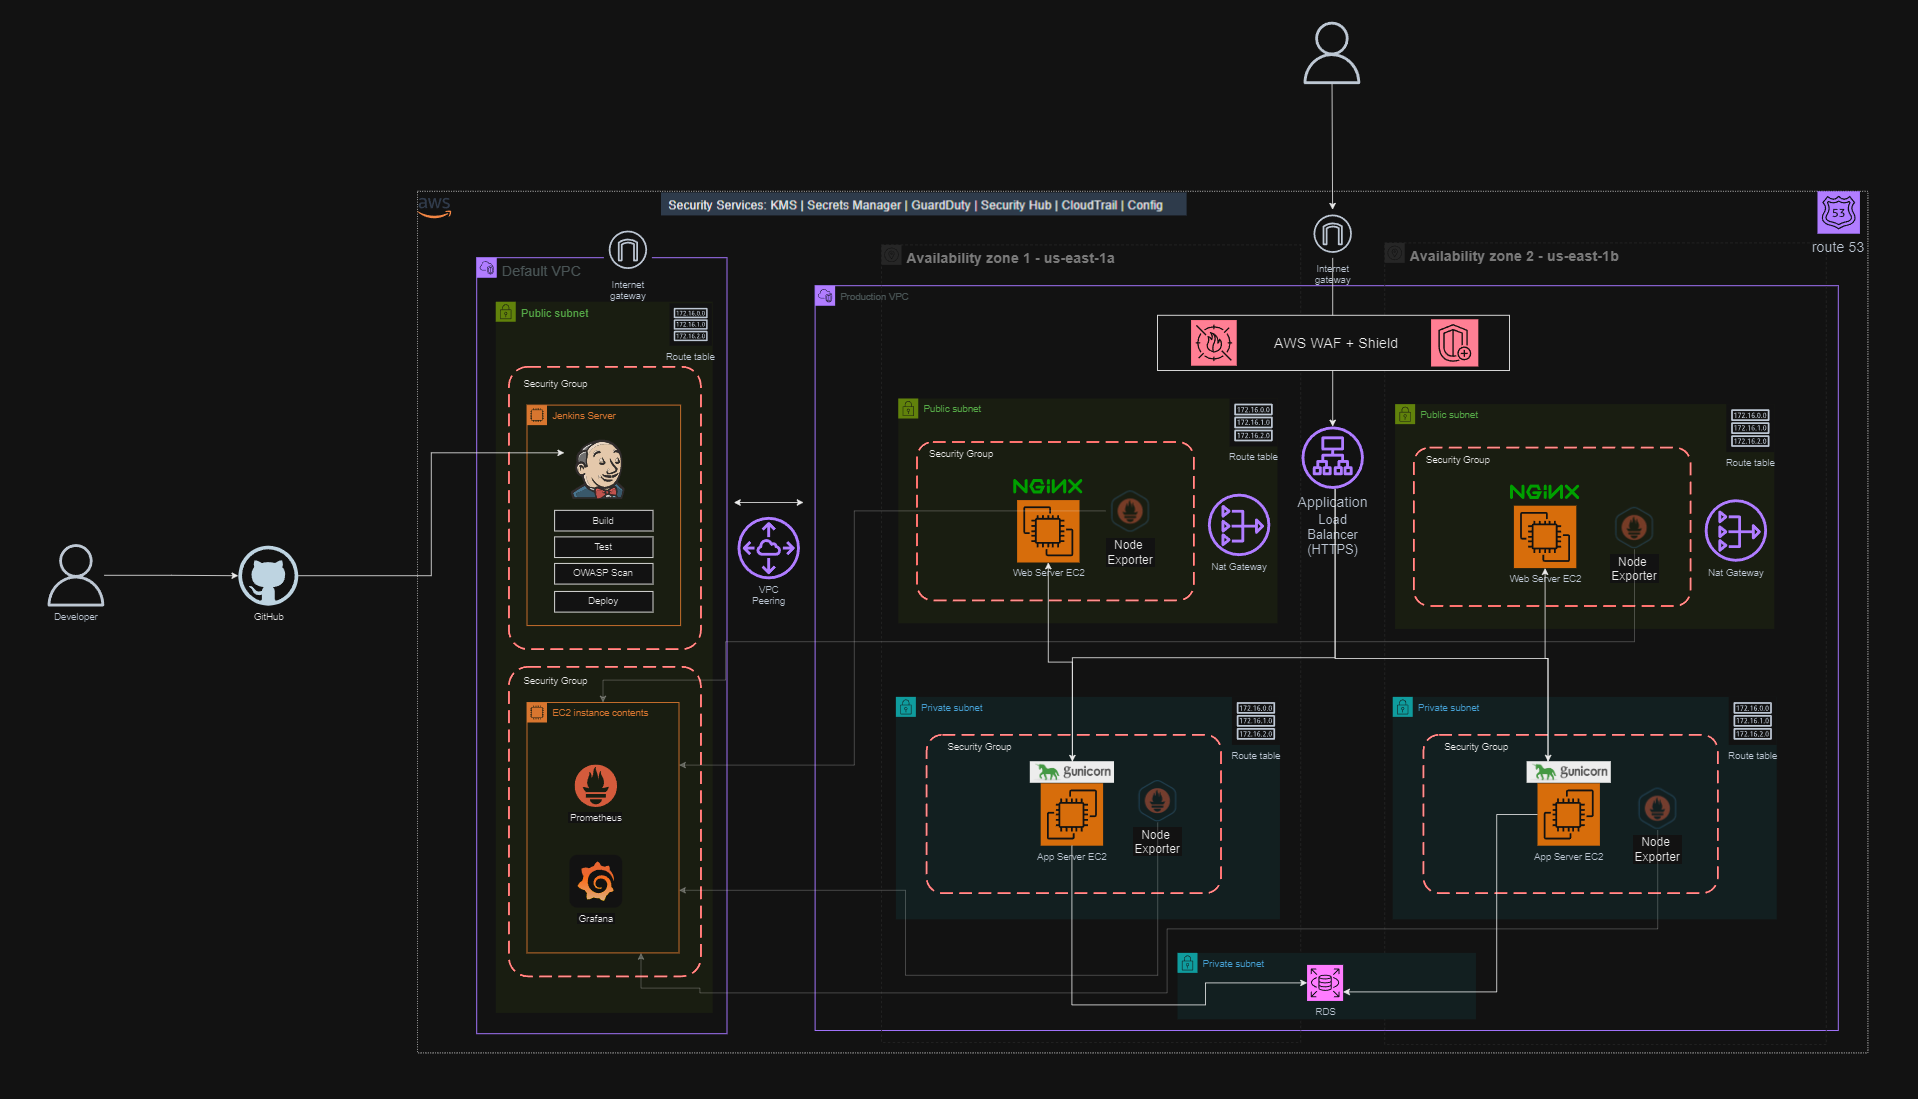 aws
Security Services: KMS | Secrets Manager | GuardDuty | Security Hub | CloudTrail | Config
53
route 53
Internet
gateway
Default VPC
Internet
gateway
Public subnet
172.16.0.0
172.16.1.0
172.16.2.0
Route table
Security Group
Jenkins Server
Build
Test
OWASP Scan
Deploy
Developer
GitHub
Security Group
EC2 instance contents
Prometheus
Grafana
VPC
Peering
Availability zone 1 - us-east-1a
Availability zone 2 - us-east-1b
Production VPC
AWS WAF + Shield
Public subnet
172.16.0.0
172.16.1.0
172.16.2.0
Route table
Security Group
NGINX
Web Server EC2
Node
Exporter
Nat Gateway
Application
Load
Balancer
(HTTPS)
Public subnet
172.16.0.0
172.16.1.0
172.16.2.0
Route table
Security Group
NGINX
Web Server EC2
Node
Exporter
Nat Gateway
Private subnet
172.16.0.0
172.16.1.0
172.16.2.0
Route table
Security Group
gunicorn
App Server EC2
Node
Exporter
Private subnet
172.16.0.0
172.16.1.0
172.16.2.0
Route table
Security Group
gunicorn
App Server EC2
Node
Exporter
Private subnet
RDS